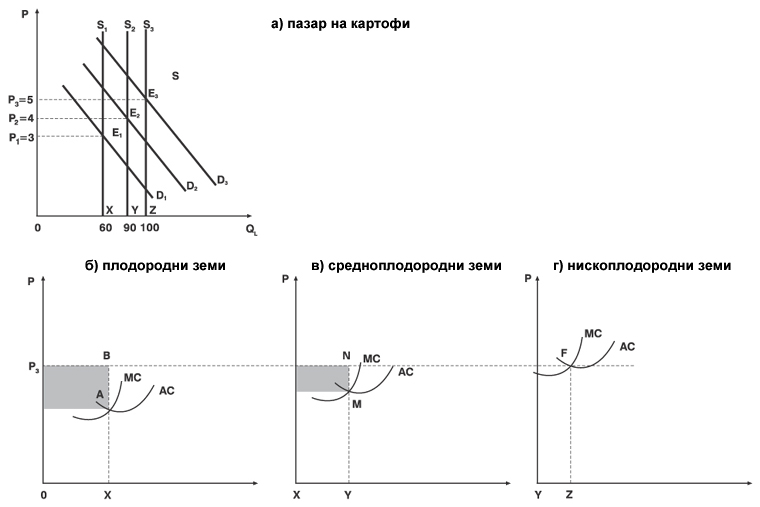 а) пазар на картофи
P
S₁ S₂ S₃
S
P₃=5
E₃
P₂=4
E₂
P₁=3
E₁
D₃
D₂
D₁
X Y Z
0 60 90 100 Q_L
б) плодородни земи
P
B
P₃
MC
A
AC
0 X
в) средноплодородни земи
P
N
MC
AC
M
X Y
г) нископлодородни земи
P
MC
F
AC
Y Z